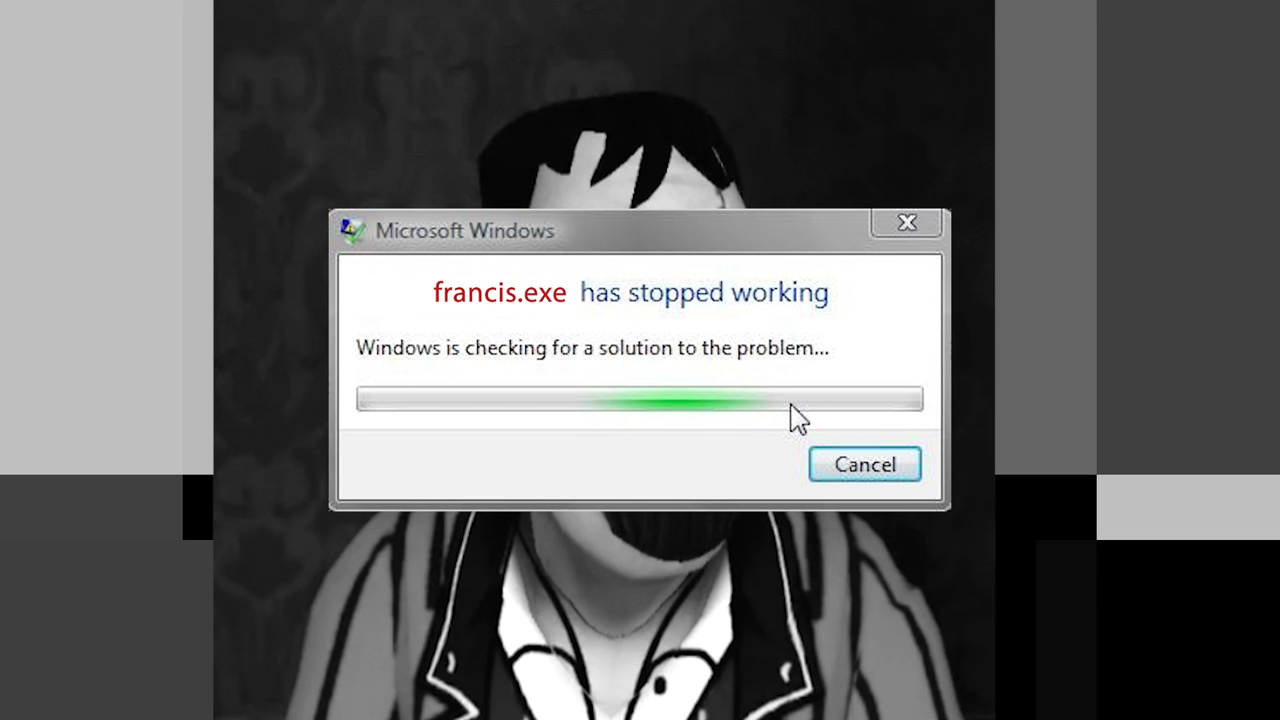 Microsoft Windows
francis.exe has stopped working
Windows is checking for a solution to the problem...
Cancel